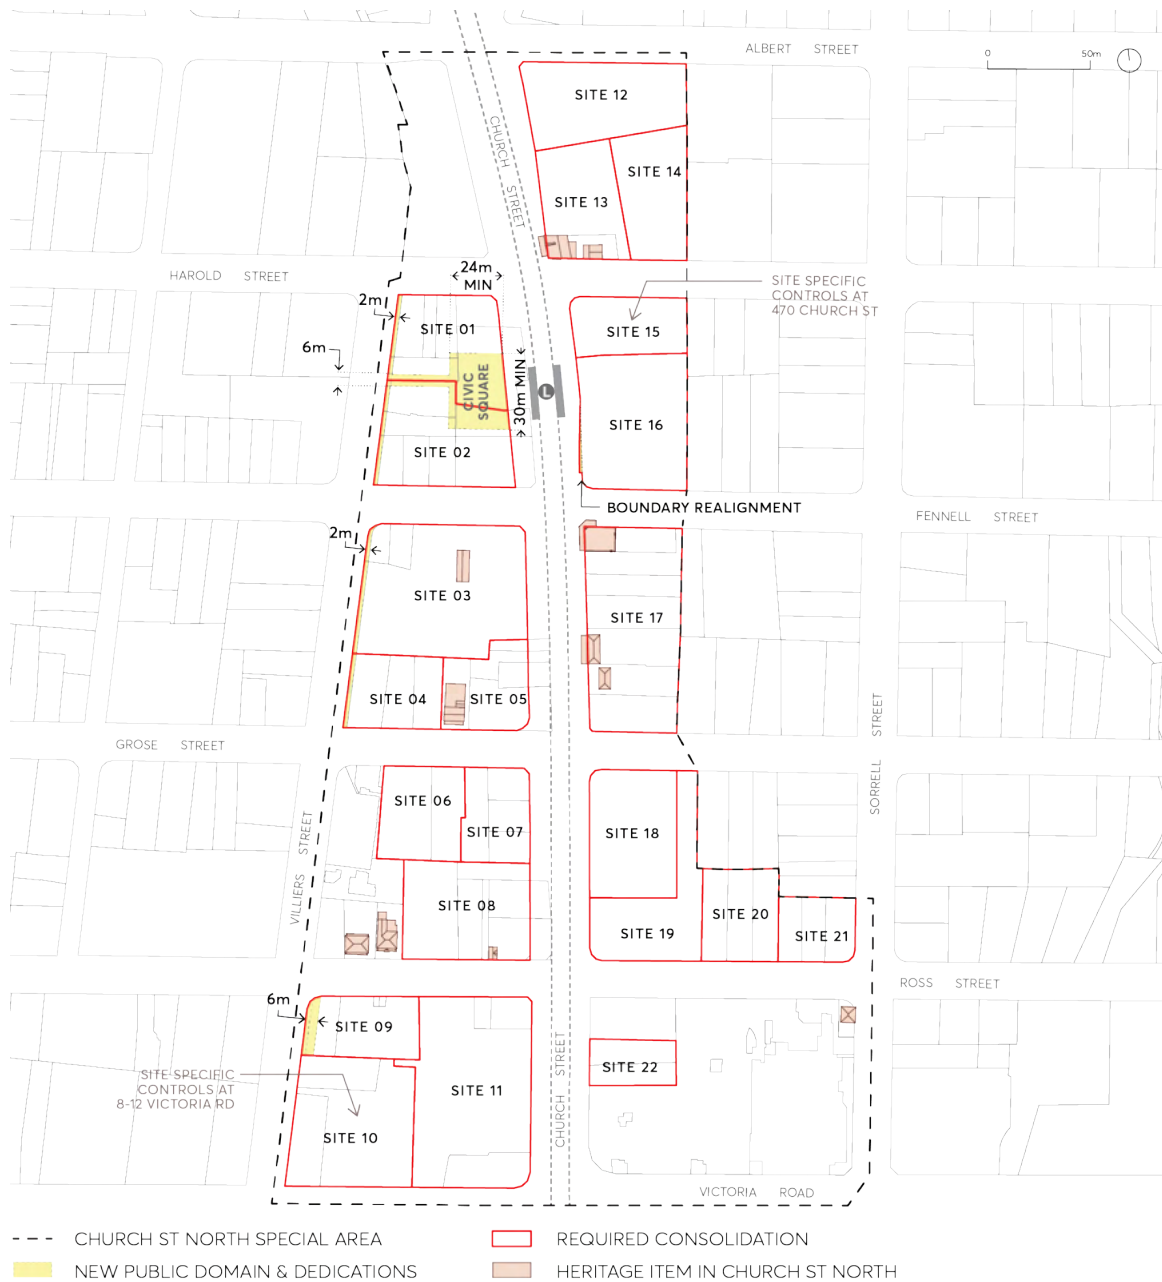 ALBERT STREET
0 50m
CHURCH STREET
SITE 12
SITE 14
SITE 13
HAROLD STREET
24m
MIN
SITE SPECIFIC
CONTROLS AT
470 CHURCH ST
2m
SITE 01
SITE 15
6m
CIVIC
SQUARE
30m MIN
L
SITE 16
SITE 02
BOUNDARY REALIGNMENT
FENNELL STREET
2m
SITE 03
SITE 17
SITE 04
SITE 05
SORRELL STREET
GROSE STREET
SITE 06
SITE 07
SITE 18
VILLIERS STREET
SITE 08
SITE 20
SITE 19
SITE 21
ROSS STREET
6m
SITE 09
CHURCH STREET
SITE 22
SITE SPECIFIC
CONTROLS AT
8-12 VICTORIA RD
SITE 11
SITE 10
VICTORIA ROAD
CHURCH ST NORTH SPECIAL AREA
REQUIRED CONSOLIDATION
NEW PUBLIC DOMAIN & DEDICATIONS
HERITAGE ITEM IN CHURCH ST NORTH